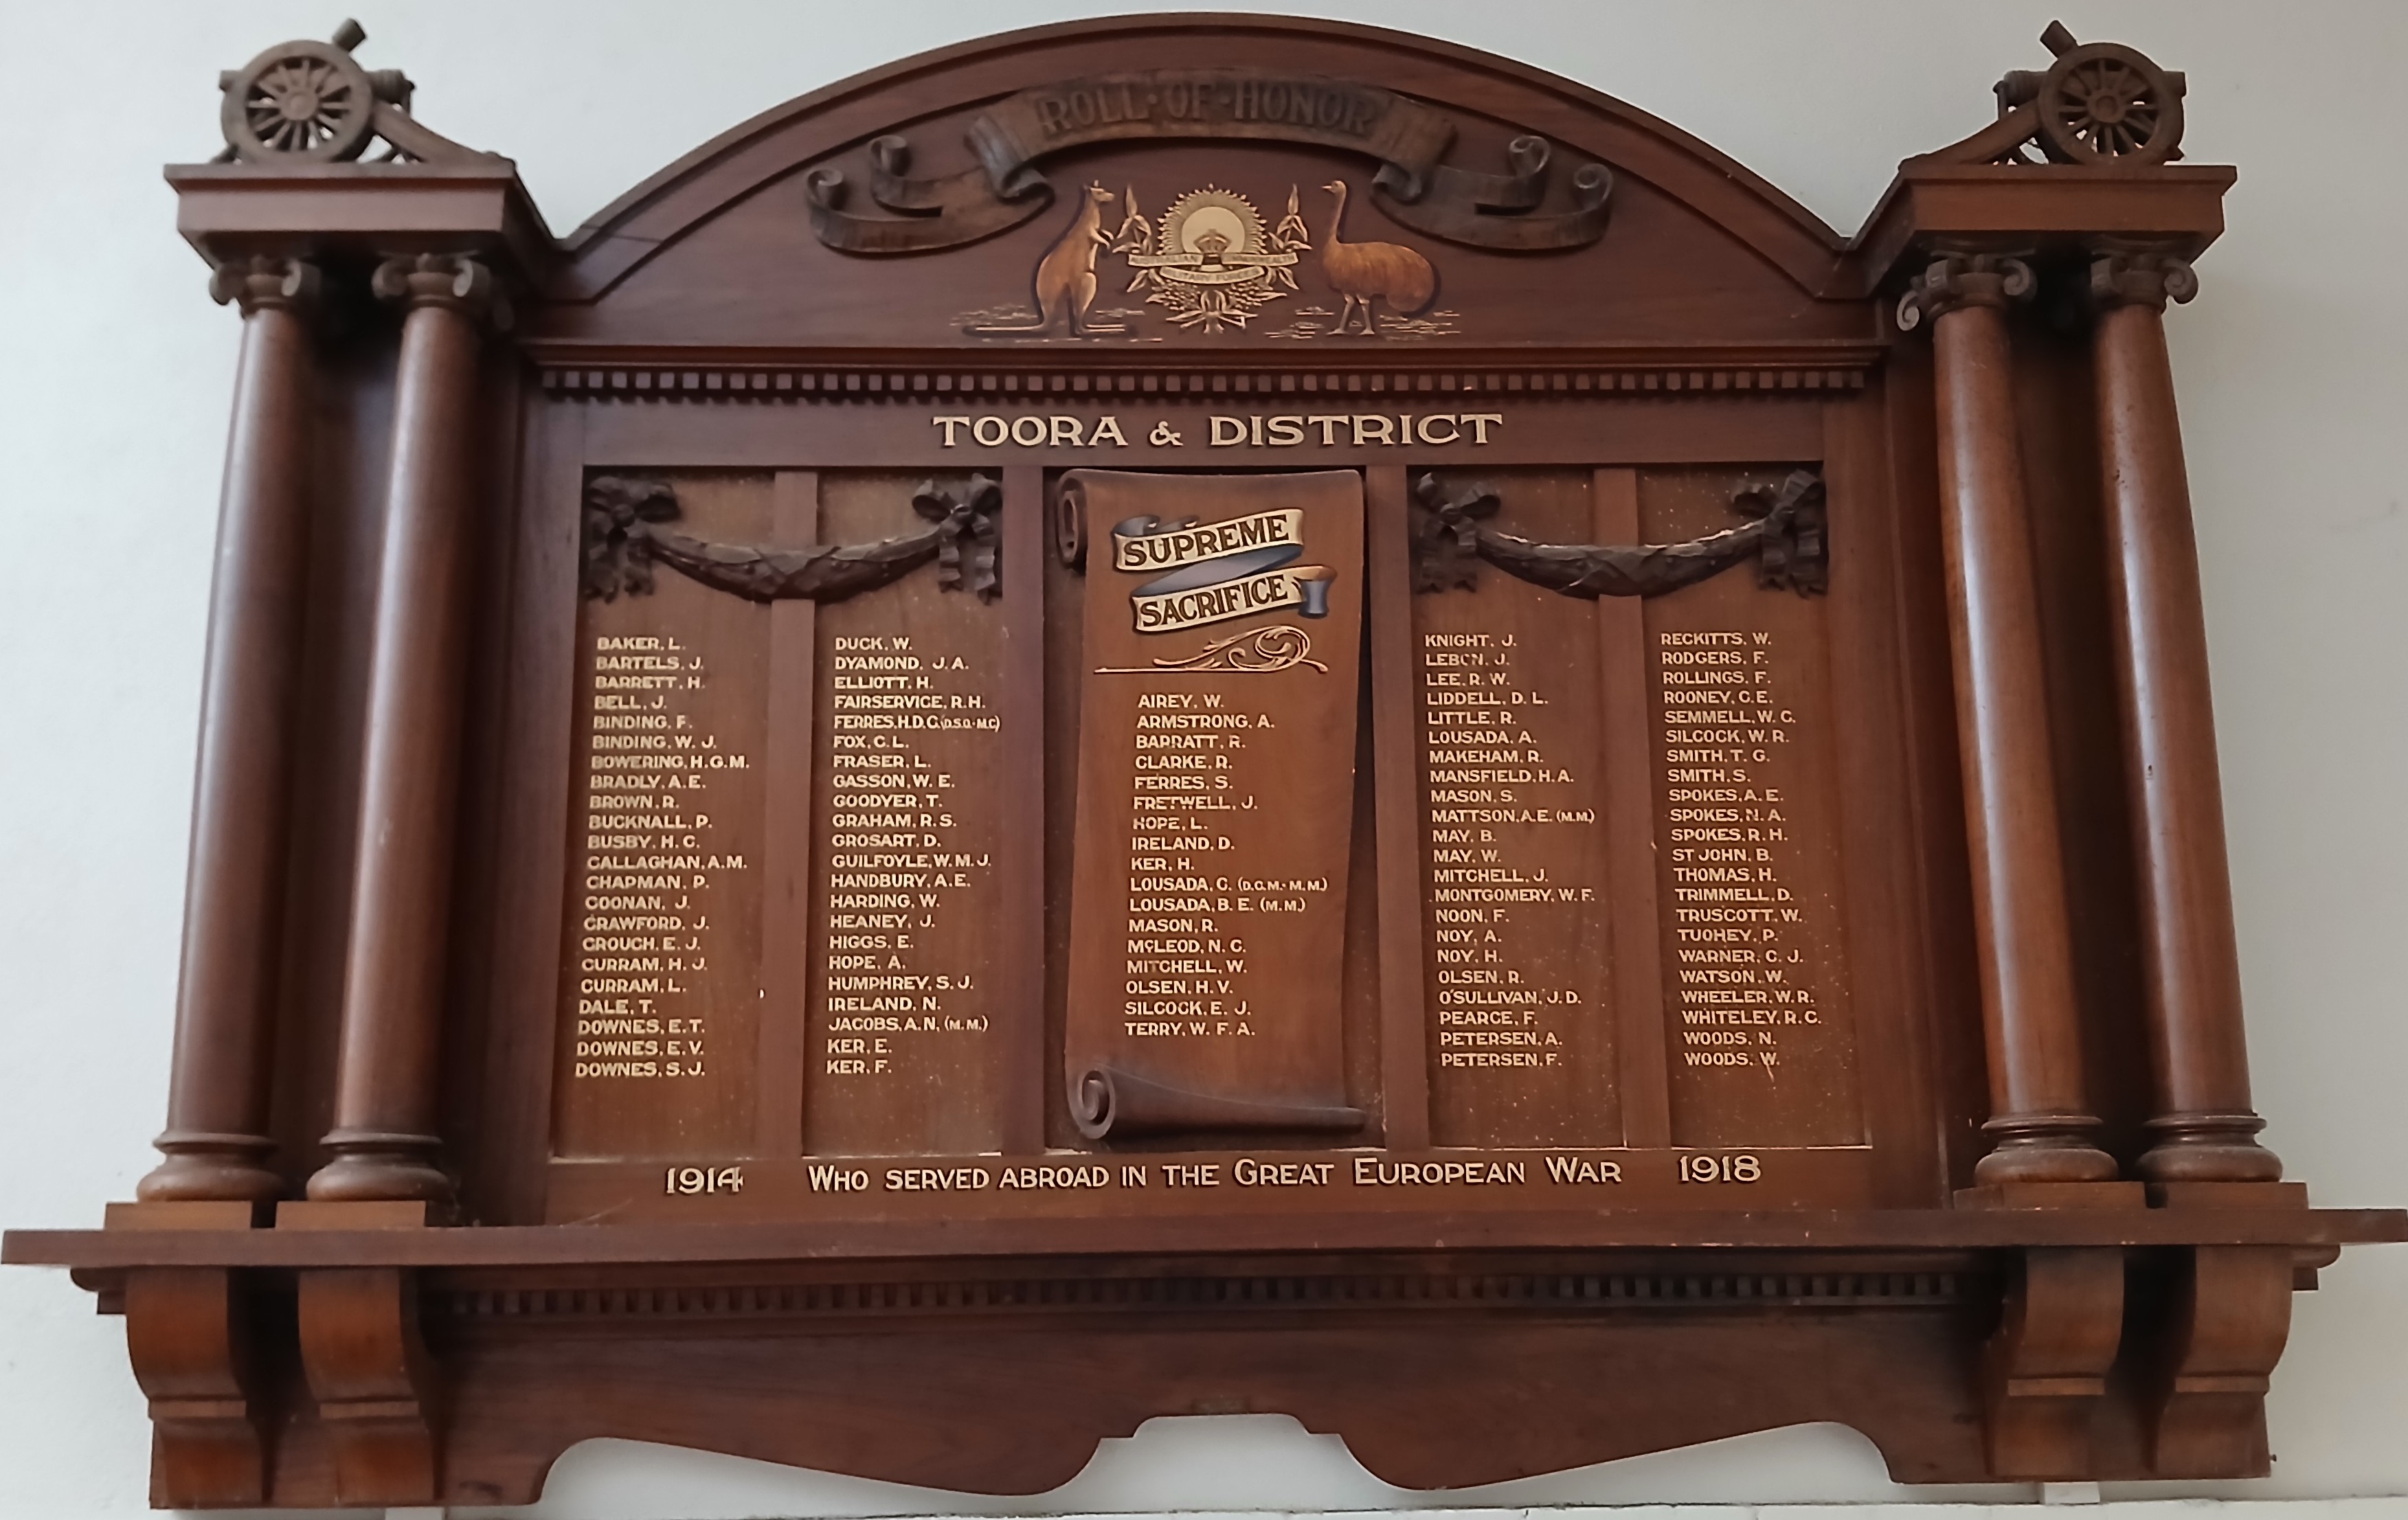 ROLL·OF·HONOR
AUSTRALIAN COMMONWEALTH
MILITARY FORCES
TOORA & DISTRICT
BAKER, L.
BARTELS, J.
BARRETT, H.
BELL, J.
BINDING, F.
BINDING, W. J.
BOWERING, H.G.M.
BRADLY, A.E.
BROWN, R.
BUCKNALL, P.
BUSBY, H. C.
CALLAGHAN, A.M.
CHAPMAN, P.
COONAN, J.
CRAWFORD, J.
CROUCH, E. J.
CURRAM, H. J.
CURRAM, L.
DALE, T.
DOWNES, E.T.
DOWNES, E.V.
DOWNES, S.J.
DUCK, W.
DYAMOND, J.A.
ELLIOTT, H.
FAIRSERVICE, R.H.
FERRES, H.D.G. (D.S.O.·M.C)
FOX, C.L.
FRASER, L.
GASSON, W. E.
GOODYER, T.
GRAHAM, R.S.
GROSART, D.
GUILFOYLE, W.M.J.
HANDBURY, A.E.
HARDING, W.
HEANEY, J.
HIGGS, E.
HOPE, A.
HUMPHREY, S.J.
IRELAND, N.
JACOBS, A.N, (M.M.)
KER, E.
KER, F.
SUPREME
SACRIFICE
AIREY, W.
ARMSTRONG, A.
BARRATT, R.
CLARKE, R.
FERRES, S.
FRETWELL, J.
HOPE, L.
IRELAND, D.
KER, H.
LOUSADA, C. (D.C.M.·M.M.)
LOUSADA, B. E. (M.M.)
MASON, R.
McLEOD, N. C.
MITCHELL, W.
OLSEN, H.V.
SILCOCK, E. J.
TERRY, W. F. A.
KNIGHT, J.
LEBON, J.
LEE, R. W.
LIDDELL, D. L.
LITTLE, R.
LOUSADA, A.
MAKEHAM, R.
MANSFIELD, H.A.
MASON, S.
MATTSON, A.E. (M.M.)
MAY, B.
MAY, W.
MITCHELL, J.
MONTGOMERY, W. F.
NOON, F.
NOY, A.
NOY, H.
OLSEN, R.
O'SULLIVAN, J.D.
PEARCE, F.
PETERSEN, A.
PETERSEN, F.
RECKITTS, W.
RODGERS, F.
ROLLINGS, F.
ROONEY, C.E.
SEMMELL, W. C.
SILCOCK, W.R.
SMITH, T. G.
SMITH, S.
SPOKES, A. E.
SPOKES, N. A.
SPOKES, R. H.
ST JOHN, B.
THOMAS, H.
TRIMMELL, D.
TRUSCOTT, W.
TUOHEY, P.
WARNER, C. J.
WATSON, W.
WHEELER, W.R.
WHITELEY, R.C.
WOODS, N.
WOODS, W.
1914 WHO SERVED ABROAD IN THE GREAT EUROPEAN WAR 1918